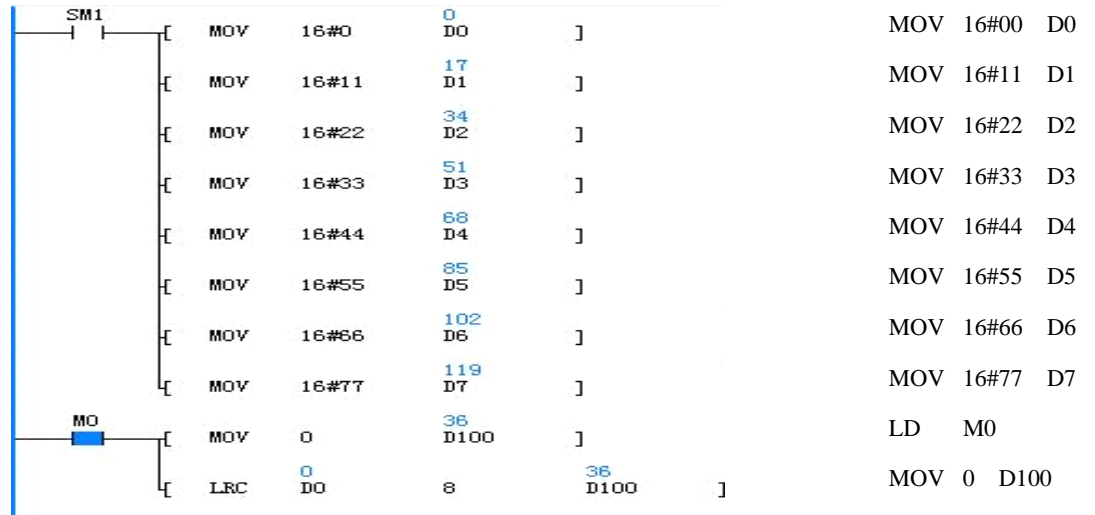 SM1
0
[ MOV 16#0 D0 ]
17
[ MOV 16#11 D1 ]
34
[ MOV 16#22 D2 ]
51
[ MOV 16#33 D3 ]
68
[ MOV 16#44 D4 ]
85
[ MOV 16#55 D5 ]
102
[ MOV 16#66 D6 ]
119
[ MOV 16#77 D7 ]
M0
36
[ MOV 0 D100 ]
0 36
[ LRC D0 8 D100 ]
MOV 16#00 D0
MOV 16#11 D1
MOV 16#22 D2
MOV 16#33 D3
MOV 16#44 D4
MOV 16#55 D5
MOV 16#66 D6
MOV 16#77 D7
LD M0
MOV 0 D100